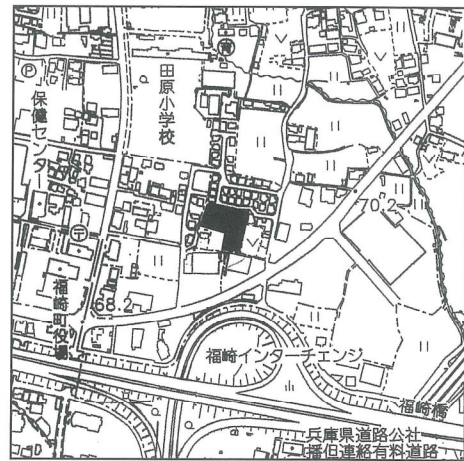 田原小学校
保健センター
70.2
68.2
福崎町役場
福崎インターチェンジ
福崎橋
兵庫県道路公社
播但連絡有料道路